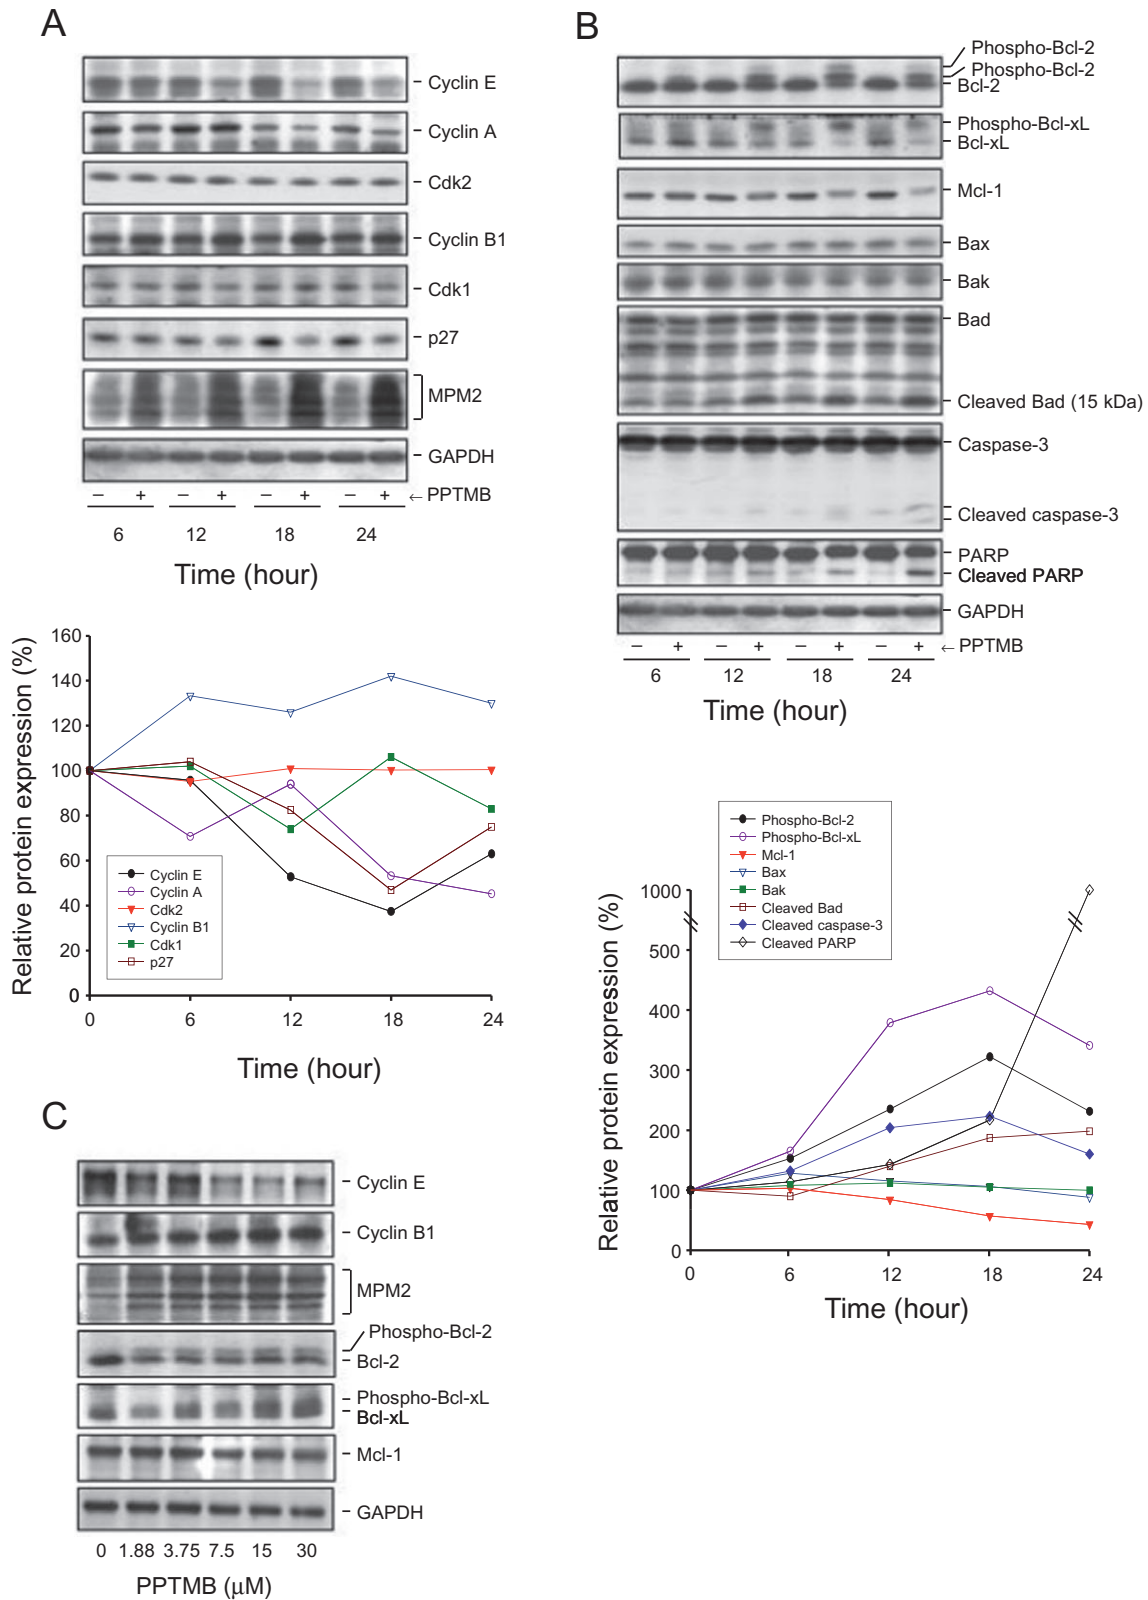 A
Cyclin E
Cyclin A
Cdk2
Cyclin B1
Cdk1
p27
MPM2
GAPDH
– + – + – + – + ← PPTMB
6 12 18 24
Time (hour)
Relative protein expression (%)
160
140
120
100
80
60
40
20
0
0 6 12 18 24
Time (hour)
Cyclin E
Cyclin A
Cdk2
Cyclin B1
Cdk1
p27
B
Phospho-Bcl-2
Phospho-Bcl-2
Bcl-2
Phospho-Bcl-xL
Bcl-xL
Mcl-1
Bax
Bak
Bad
Cleaved Bad (15 kDa)
Caspase-3
Cleaved caspase-3
PARP
Cleaved PARP
GAPDH
– + – + – + – + ← PPTMB
6 12 18 24
Time (hour)
Phospho-Bcl-2
Phospho-Bcl-xL
Mcl-1
Bax
Bak
Cleaved Bad
Cleaved caspase-3
Cleaved PARP
Relative protein expression (%)
1000
500
400
300
200
100
0
0 6 12 18 24
Time (hour)
C
Cyclin E
Cyclin B1
MPM2
Phospho-Bcl-2
Bcl-2
Phospho-Bcl-xL
Bcl-xL
Mcl-1
GAPDH
0 1.88 3.75 7.5 15 30
PPTMB (μM)